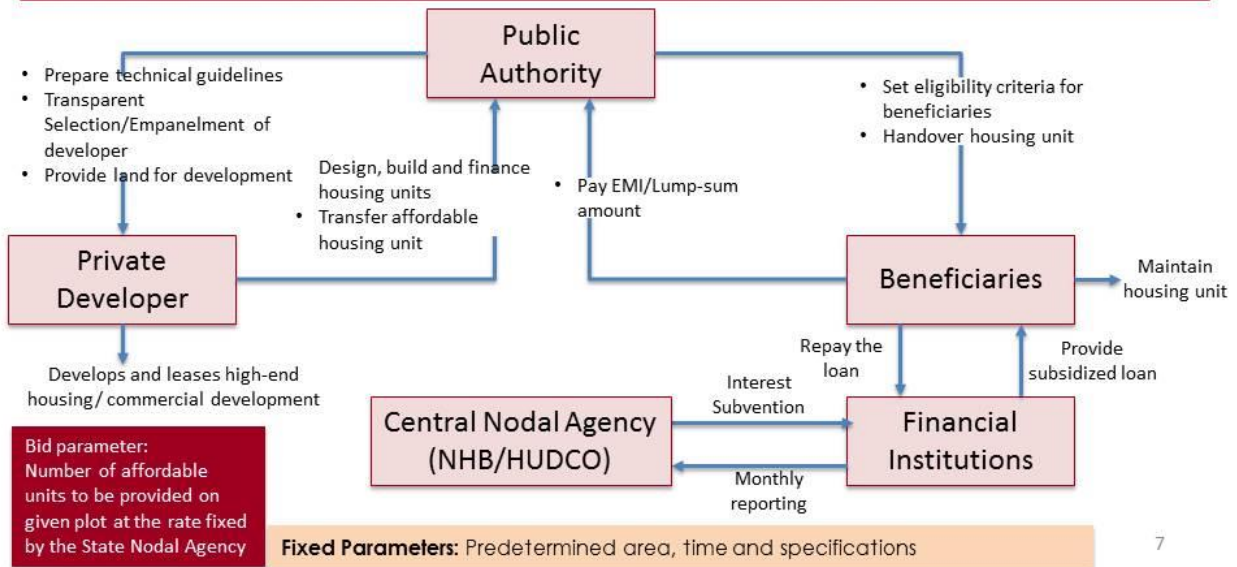 Public
Authority
• Prepare technical guidelines
• Transparent
Selection/Empanelment of
developer
• Provide land for development
Design, build and finance
housing units
• Transfer affordable
housing unit
• Pay EMI/Lump-sum
amount
• Set eligibility criteria for
beneficiaries
• Handover housing unit
Private
Developer
Beneficiaries
Maintain
housing unit
Develops and leases high-end
housing/ commercial development
Repay the
loan
Provide
subsidized loan
Interest
Subvention
Central Nodal Agency
(NHB/HUDCO)
Financial
Institutions
Monthly
reporting
Bid parameter:
Number of affordable
units to be provided on
given plot at the rate fixed
by the State Nodal Agency
Fixed Parameters: Predetermined area, time and specifications
7